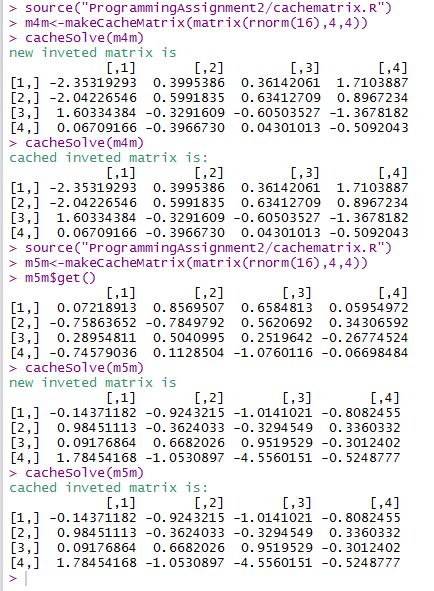 > source("ProgrammingAssignment2/cachematrix.R")
> m4m<-makeCacheMatrix(matrix(rnorm(16),4,4))
> cacheSolve(m4m)
new inveted matrix is
[,1] [,2] [,3] [,4]
[1,] -2.35319293 0.3995386 0.36142061 1.7103887
[2,] -2.04226546 0.5991835 0.63412709 0.8967234
[3,] 1.60334384 -0.3291609 -0.60503527 -1.3678182
[4,] 0.06709166 -0.3966730 0.04301013 -0.5092043
> cacheSolve(m4m)
cached inveted matrix is:
[,1] [,2] [,3] [,4]
[1,] -2.35319293 0.3995386 0.36142061 1.7103887
[2,] -2.04226546 0.5991835 0.63412709 0.8967234
[3,] 1.60334384 -0.3291609 -0.60503527 -1.3678182
[4,] 0.06709166 -0.3966730 0.04301013 -0.5092043
> source("ProgrammingAssignment2/cachematrix.R")
> m5m<-makeCacheMatrix(matrix(rnorm(16),4,4))
> m5m$get()
[,1] [,2] [,3] [,4]
[1,] 0.07218913 0.8569507 0.6584813 0.05954972
[2,] -0.75863652 -0.7849792 0.5620692 0.34306592
[3,] 0.28954811 0.5040995 0.2519642 -0.26774524
[4,] -0.74579036 0.1128504 -1.0760116 -0.06698484
> cacheSolve(m5m)
new inveted matrix is
[,1] [,2] [,3] [,4]
[1,] -0.14371182 -0.9243215 -1.0141021 -0.8082455
[2,] 0.98451113 -0.3624033 -0.3294549 0.3360332
[3,] 0.09176864 0.6682026 0.9519529 -0.3012402
[4,] 1.78454168 -1.0530897 -4.5560151 -0.5248777
> cacheSolve(m5m)
cached inveted matrix is:
[,1] [,2] [,3] [,4]
[1,] -0.14371182 -0.9243215 -1.0141021 -0.8082455
[2,] 0.98451113 -0.3624033 -0.3294549 0.3360332
[3,] 0.09176864 0.6682026 0.9519529 -0.3012402
[4,] 1.78454168 -1.0530897 -4.5560151 -0.5248777
>